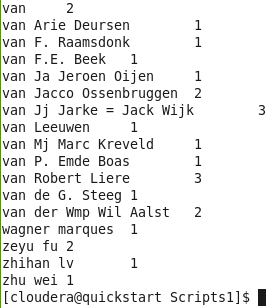 van     2
van Arie Deursen        1
van F. Raamsdonk        1
van F.E. Beek   1
van Ja Jeroen Oijen     1
van Jacco Ossenbruggen  2
van Jj Jarke = Jack Wijk        3
van Leeuwen     1
van Mj Marc Kreveld     1
van P. Emde Boas        1
van Robert Liere        3
van de G. Steeg 1
van der Wmp Wil Aalst   2
wagner marques  1
zeyu fu 2
zhihan lv       1
zhu wei 1
[cloudera@quickstart Scripts1]$